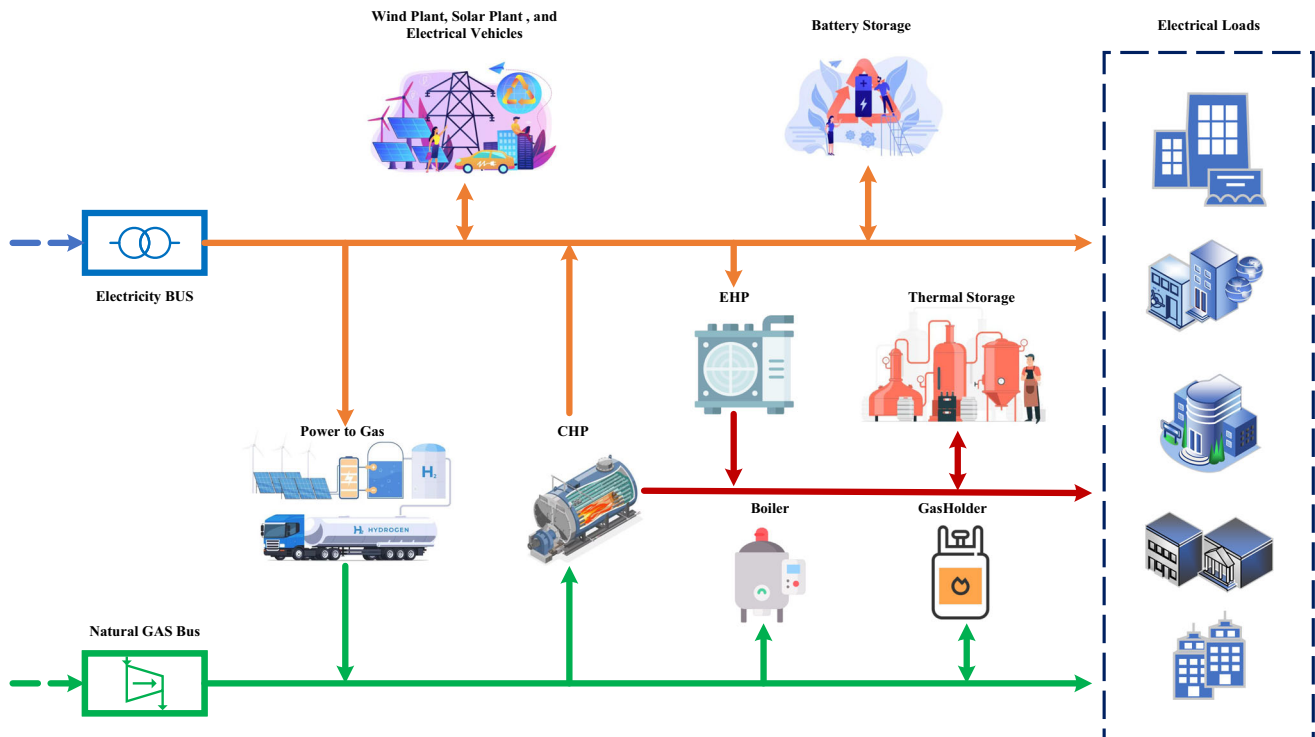 Wind Plant, Solar Plant , and
Electrical Vehicles
Battery Storage
Electrical Loads
Electricity BUS
EHP
Thermal Storage
Power to Gas
CHP
H2
H2 HYDROGEN
Boiler
GasHolder
Natural GAS Bus